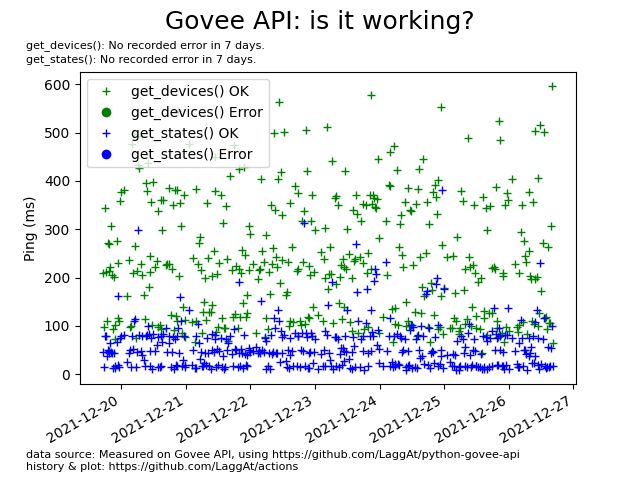 Govee API: is it working?
get_devices(): No recorded error in 7 days.
get_states(): No recorded error in 7 days.
get_devices() OK
get_devices() Error
get_states() OK
get_states() Error
Ping (ms)
600
500
400
300
200
100
0
2021-12-20
2021-12-21
2021-12-22
2021-12-23
2021-12-24
2021-12-25
2021-12-26
2021-12-27
data source: Measured on Govee API, using https://github.com/LaggAt/python-govee-api
history & plot: https://github.com/LaggAt/actions